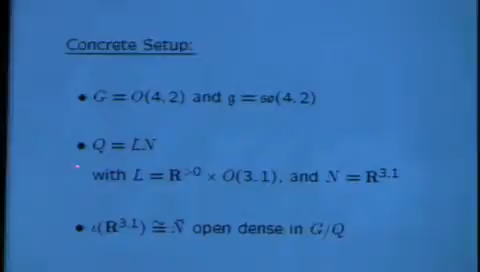 Concrete Setup:
• G = O(4, 2) and 𝔤 = 𝔰𝔬(4, 2)
• Q = LN
with L = R^{>0} × O(3, 1), and N = R^{3,1}
• ι(R^{3,1}) ≅ N̄ open dense in G/Q